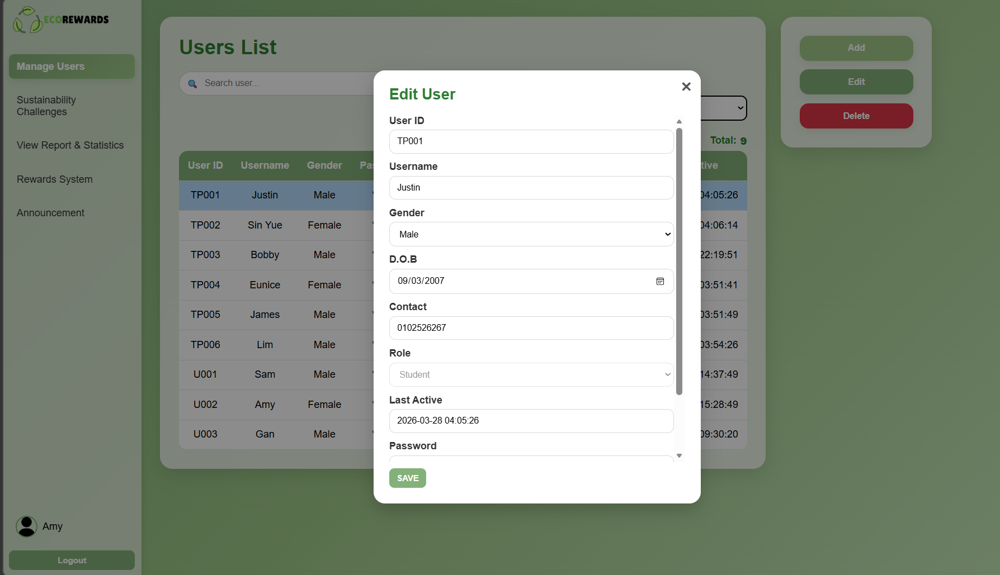 ECOREWARDS
Manage Users
Sustainability
Challenges
View Report & Statistics
Rewards System
Announcement
Amy
Logout
Users List
Search user...
Total: 9
User ID Username Gender
TP001 Justin Male 04:05:26
TP002 Sin Yue Female 04:06:14
TP003 Bobby Male 22:19:51
TP004 Eunice Female 03:51:41
TP005 James Male 03:51:49
TP006 Lim Male 03:54:26
U001 Sam Male 14:37:49
U002 Amy Female 15:28:49
U003 Gan Male 09:30:20
Edit User
×
User ID
TP001
Username
Justin
Gender
Male
D.O.B
09/03/2007
Contact
0102526267
Role
Student
Last Active
2026-03-28 04:05:26
Password
SAVE
Add
Edit
Delete